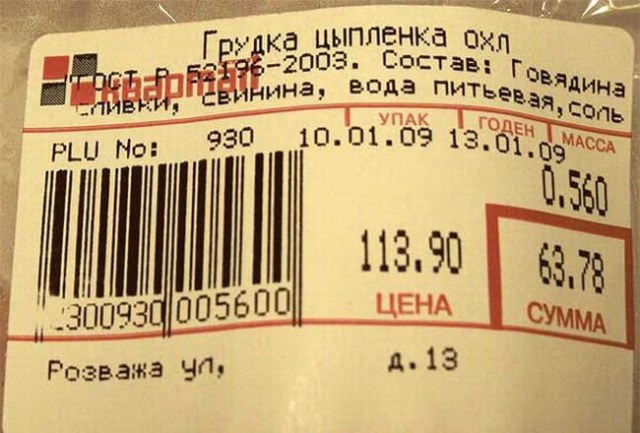 Грудка цыпленка охл
ГОСТ Р 52196-2003. Состав: Говядина
сливки, свинина, вода питьевая, соль
квартал
УПАК ГОДЕН МАССА
PLU No: 930 10.01.09 13.01.09
0.560
113.90 63.78
ЦЕНА СУММА
2300930 005600
Розважа ул, д.13